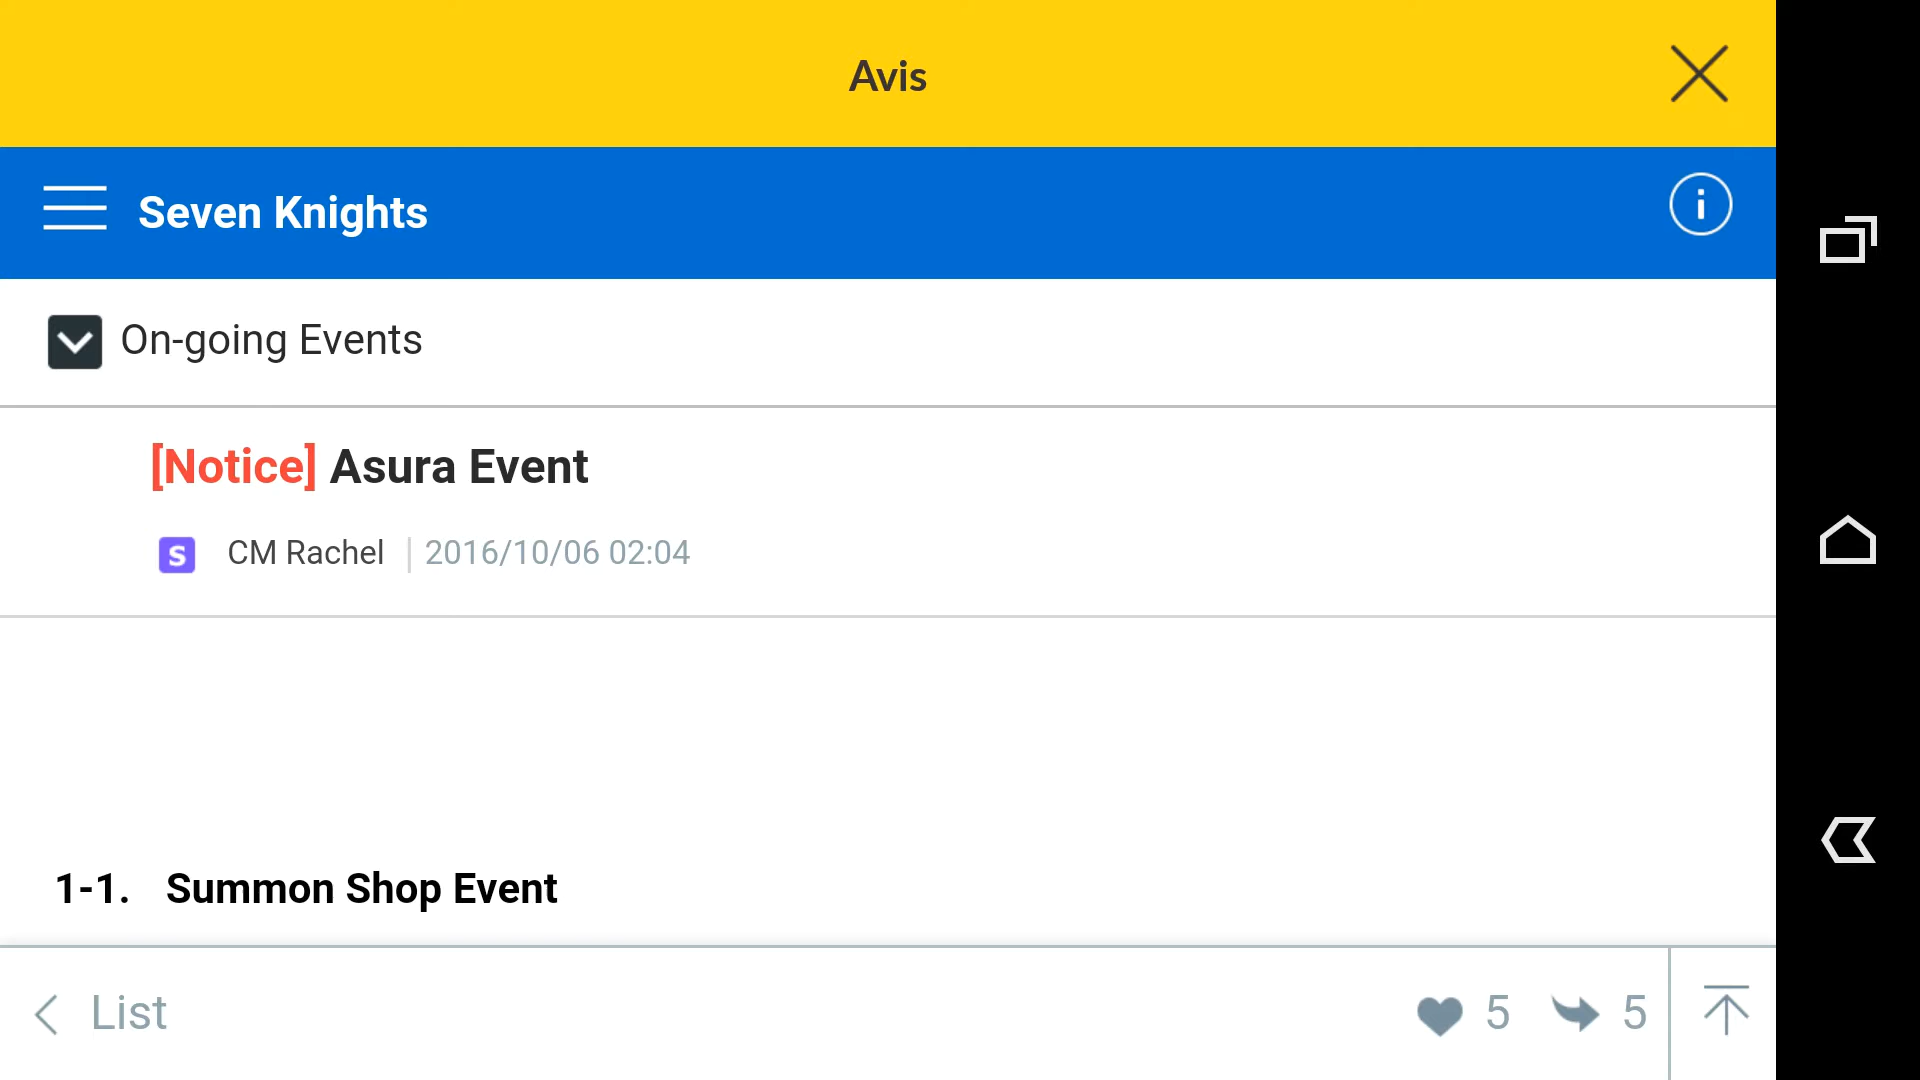 Avis
Seven Knights
On-going Events
[Notice] Asura Event
S CM Rachel | 2016/10/06 02:04
1-1. Summon Shop Event
List 5 5